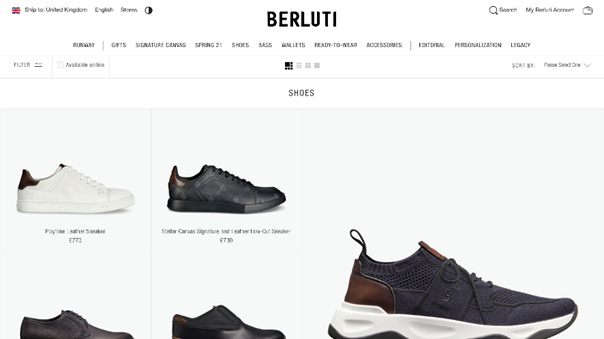 Ship to: United Kingdom English Stores
BERLUTI
Search My Berluti Account
RUNWAY GIFTS SIGNATURE CANVAS SPRING 21 SHOES BAGS WALLETS READY-TO-WEAR ACCESSORIES EDITORIAL PERSONALIZATION LEGACY
FILTER Available online SORT BY: Please Select One
SHOES
Playtime Leather Sneaker
£770
Stellar Canvas Signature and Leather Low-Cut Sneaker
£730